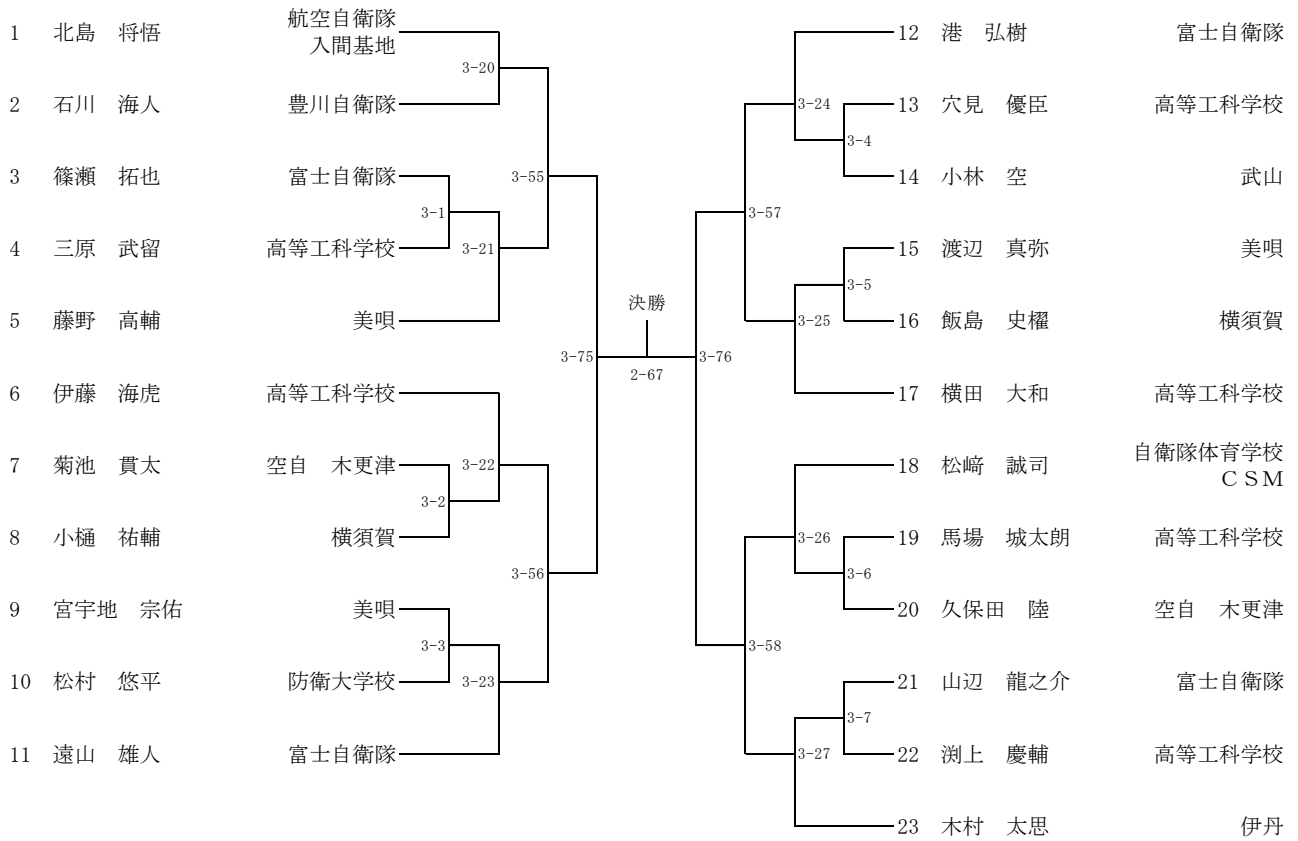 1 北島 将悟 航空自衛隊
入間基地
3-20
2 石川 海人 豊川自衛隊
3 篠瀬 拓也 富士自衛隊
3-55
3-1
4 三原 武留 高等工科学校
3-21
5 藤野 高輔 美唄
3-75
6 伊藤 海虎 高等工科学校
7 菊池 貫太 空自 木更津
3-22
3-2
8 小樋 祐輔 横須賀
3-56
9 宮宇地 宗佑 美唄
3-3
10 松村 悠平 防衛大学校
3-23
11 遠山 雄人 富士自衛隊
決勝
2-67
12 港 弘樹 富士自衛隊
3-24
13 穴見 優臣 高等工科学校
3-4
14 小林 空 武山
3-57
15 渡辺 真弥 美唄
3-5
16 飯島 史櫂 横須賀
3-25
3-76
17 横田 大和 高等工科学校
18 松﨑 誠司 自衛隊体育学校
ＣＳＭ
19 馬場 城太朗 高等工科学校
3-26
3-6
20 久保田 陸 空自 木更津
3-58
21 山辺 龍之介 富士自衛隊
3-7
22 渕上 慶輔 高等工科学校
3-27
23 木村 太思 伊丹